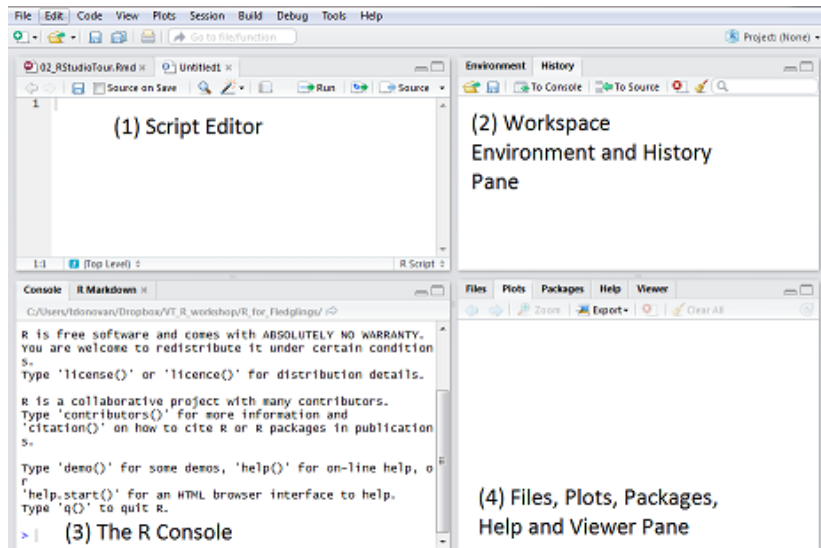 File Edit Code View Plots Session Build Debug Tools Help
Go to file/function
Project: (None)
02_RStudioTour.Rmd
Untitled1
Source on Save
Run
Source
1
(1) Script Editor
1:1
(Top Level)
R Script
Environment History
To Console To Source
(2) Workspace
Environment and History
Pane
Console R Markdown
C:/Users/tdonovan/Dropbox/VT_R_workshop/R_for_Fledglings/
R is free software and comes with ABSOLUTELY NO WARRANTY.
You are welcome to redistribute it under certain condition
s.
Type 'license()' or 'licence()' for distribution details.
R is a collaborative project with many contributors.
Type 'contributors()' for more information and
'citation()' on how to cite R or R packages in publication
s.
Type 'demo()' for some demos, 'help()' for on-line help, o
r
'help.start()' for an HTML browser interface to help.
Type 'q()' to quit R.
>
(3) The R Console
Files Plots Packages Help Viewer
Zoom Export Clear All
(4) Files, Plots, Packages,
Help and Viewer Pane